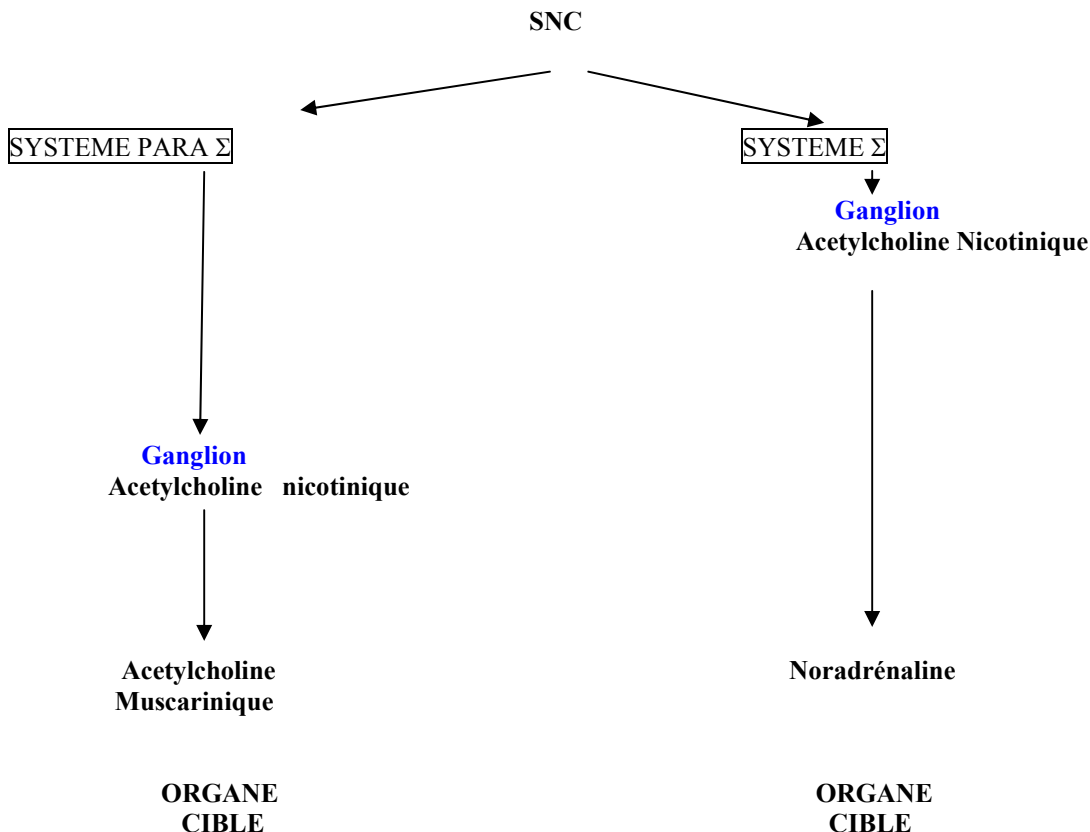 SNC
SYSTEME PARA Σ
SYSTEME Σ
Ganglion
Acetylcholine Nicotinique
Ganglion
Acetylcholine nicotinique
Acetylcholine
Muscarinique
Noradrénaline
ORGANE
CIBLE
ORGANE
CIBLE